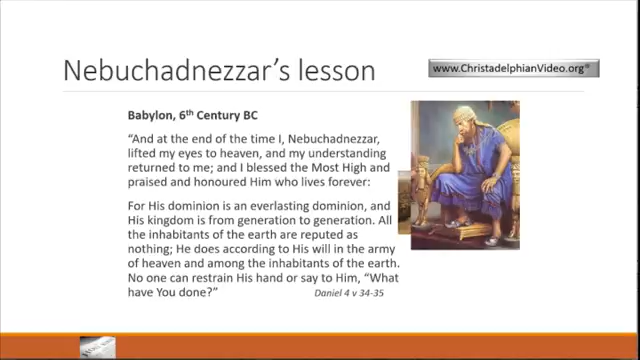 Nebuchadnezzar's lesson
www.ChristadelphianVideo.org®
Babylon, 6th Century BC
“And at the end of the time I, Nebuchadnezzar,
lifted my eyes to heaven, and my understanding
returned to me; and I blessed the Most High and
praised and honoured Him who lives forever:
For His dominion is an everlasting dominion, and
His kingdom is from generation to generation. All
the inhabitants of the earth are reputed as
nothing; He does according to His will in the army
of heaven and among the inhabitants of the earth.
No one can restrain His hand or say to Him, “What
have You done?” Daniel 4 v 34-35